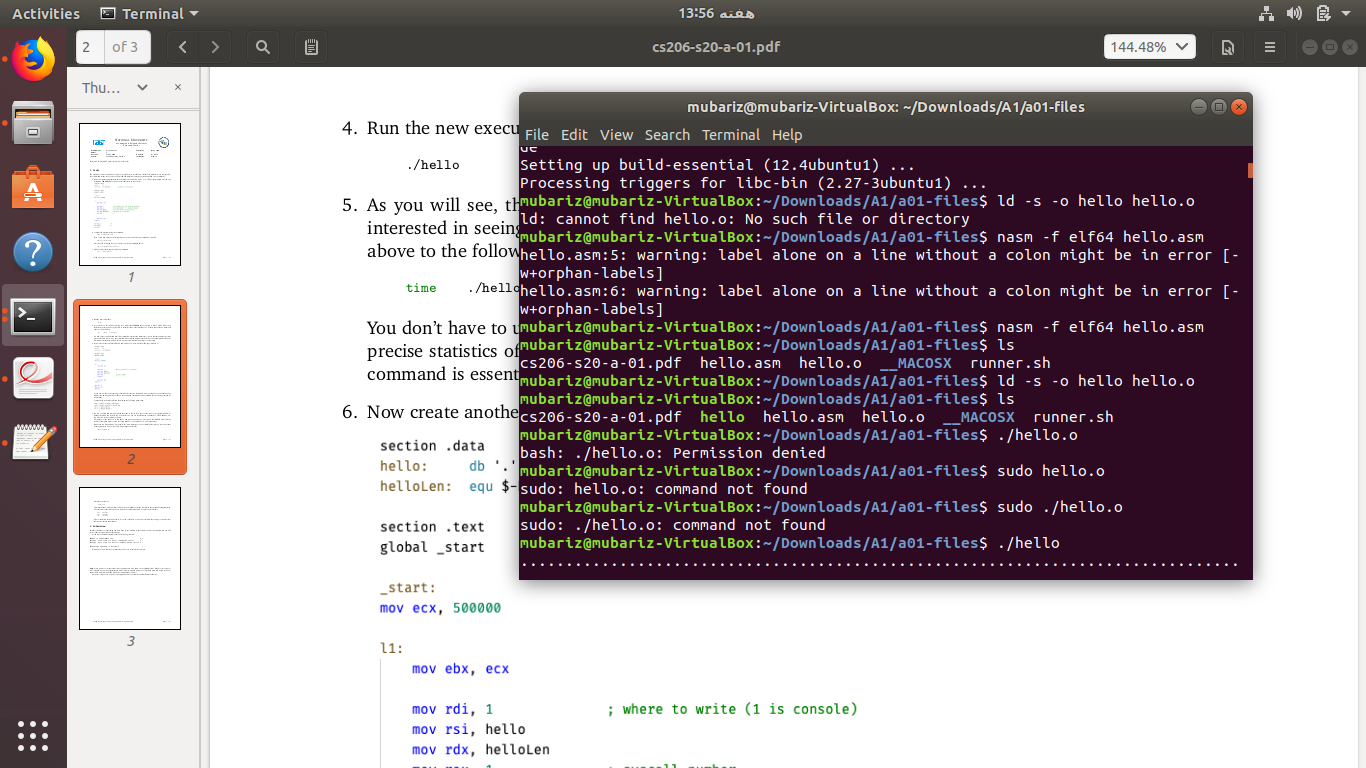 Activities
Terminal
13:56 هفته
2 of 3
cs206-s20-a-01.pdf
144.48%
Thu...
1
2
3
4. Run the new execu
./hello
5. As you will see, th
interested in seeing
above to the follow
time ./hello
You don't have to u
precise statistics of
command is essent
6. Now create anothe
section .data
hello: db '.'
helloLen: equ $-
section .text
global _start
_start:
mov ecx, 500000
l1:
mov ebx, ecx
mov rdi, 1 ; where to write (1 is console)
mov rsi, hello
mov rdx, helloLen
mubariz@mubariz-VirtualBox: ~/Downloads/A1/a01-files
File Edit View Search Terminal Help
de
Setting up build-essential (12.4ubuntu1) ...
Processing triggers for libc-bin (2.27-3ubuntu1) ...
mubariz@mubariz-VirtualBox:~/Downloads/A1/a01-files$ ld -s -o hello hello.o
ld: cannot find hello.o: No such file or directory
mubariz@mubariz-VirtualBox:~/Downloads/A1/a01-files$ nasm -f elf64 hello.asm
hello.asm:5: warning: label alone on a line without a colon might be in error [-
w+orphan-labels]
hello.asm:6: warning: label alone on a line without a colon might be in error [-
w+orphan-labels]
mubariz@mubariz-VirtualBox:~/Downloads/A1/a01-files$ nasm -f elf64 hello.asm
mubariz@mubariz-VirtualBox:~/Downloads/A1/a01-files$ ls
cs206-s20-a-01.pdf hello.asm hello.o __MACOSX runner.sh
mubariz@mubariz-VirtualBox:~/Downloads/A1/a01-files$ ld -s -o hello hello.o
mubariz@mubariz-VirtualBox:~/Downloads/A1/a01-files$ ls
cs206-s20-a-01.pdf hello hello.asm hello.o __MACOSX runner.sh
mubariz@mubariz-VirtualBox:~/Downloads/A1/a01-files$ ./hello.o
bash: ./hello.o: Permission denied
mubariz@mubariz-VirtualBox:~/Downloads/A1/a01-files$ sudo hello.o
sudo: hello.o: command not found
mubariz@mubariz-VirtualBox:~/Downloads/A1/a01-files$ sudo ./hello.o
sudo: ./hello.o: command not found
mubariz@mubariz-VirtualBox:~/Downloads/A1/a01-files$ ./hello
................................................................................